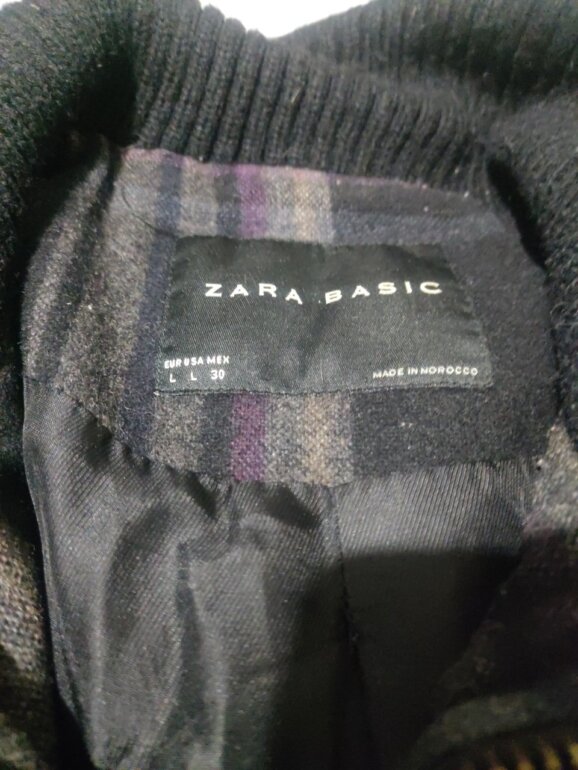 ZARA BASIC
EUR USA MEX
L L 30
MADE IN MOROCCO